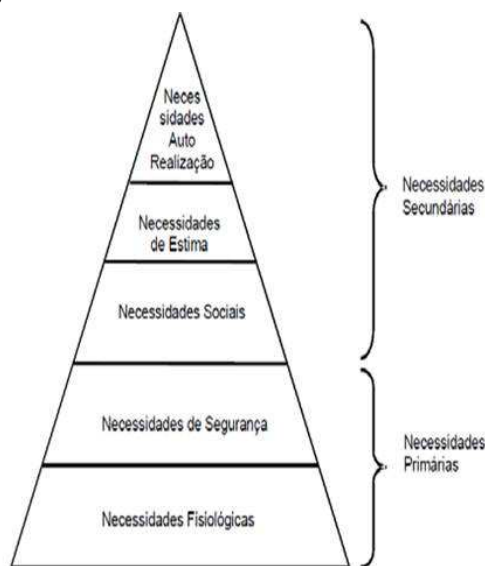 Neces
sidades
Auto
Realização
Necessidades
de Estima
Necessidades Sociais
Necessidades de Segurança
Necessidades Fisiológicas
Necessidades
Secundárias
Necessidades
Primárias